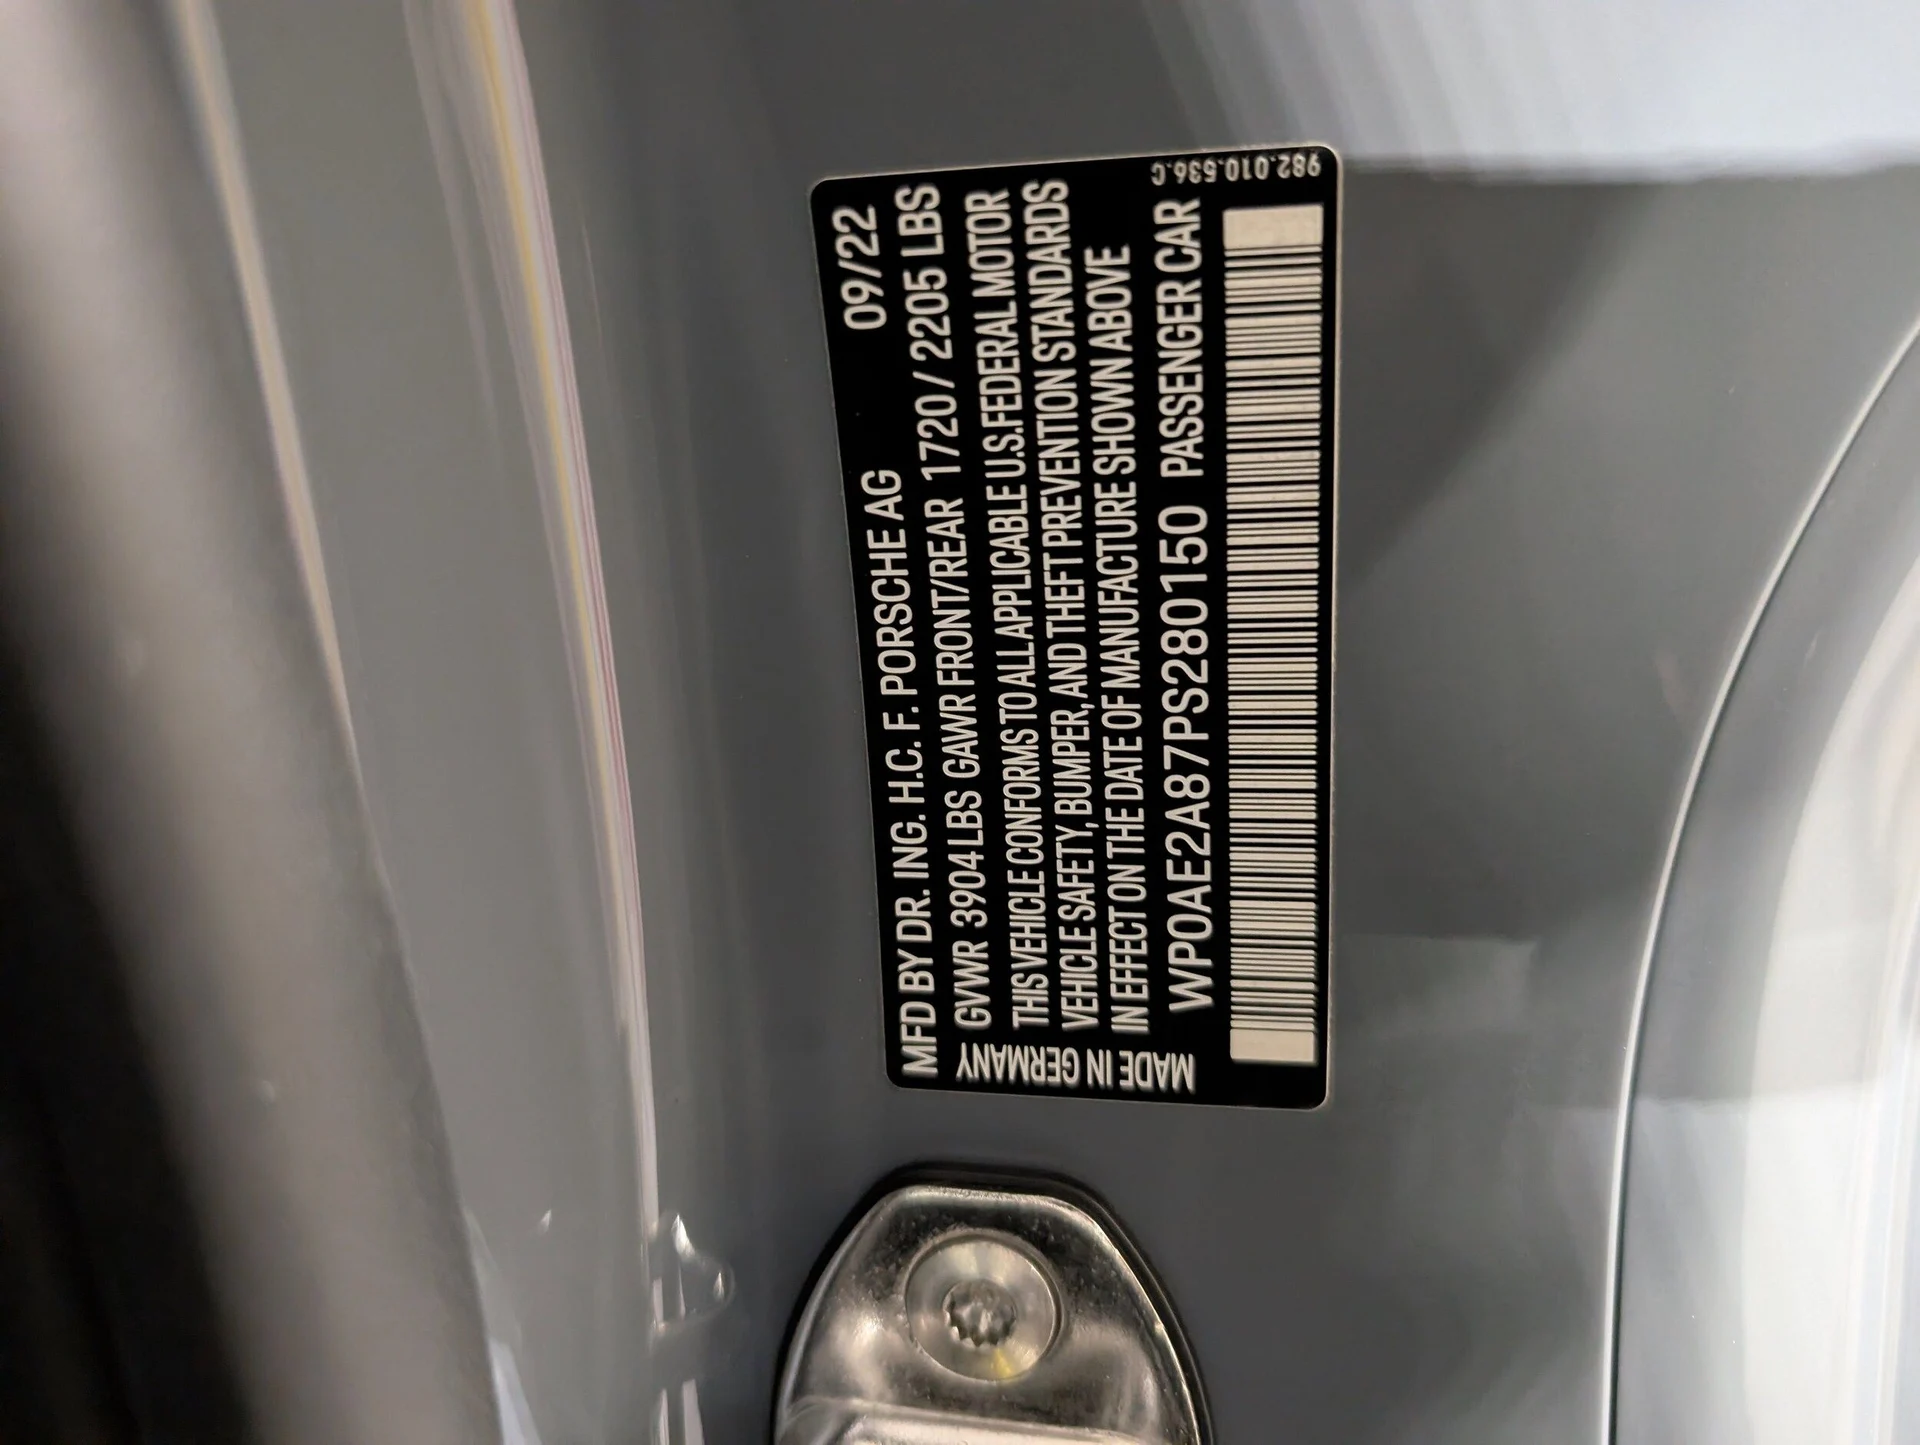 MFD BY DR. ING. H.C. F. PORSCHE AG 09/22
GVWR 3904 LBS GAWR FRONT/REAR 1720 / 2205 LBS
THIS VEHICLE CONFORMS TO ALL APPLICABLE U.S. FEDERAL MOTOR
VEHICLE SAFETY, BUMPER, AND THEFT PREVENTION STANDARDS
IN EFFECT ON THE DATE OF MANUFACTURE SHOWN ABOVE
WP0AE2A87PS280150 PASSENGER CAR
MADE IN GERMANY
982.010.536.C